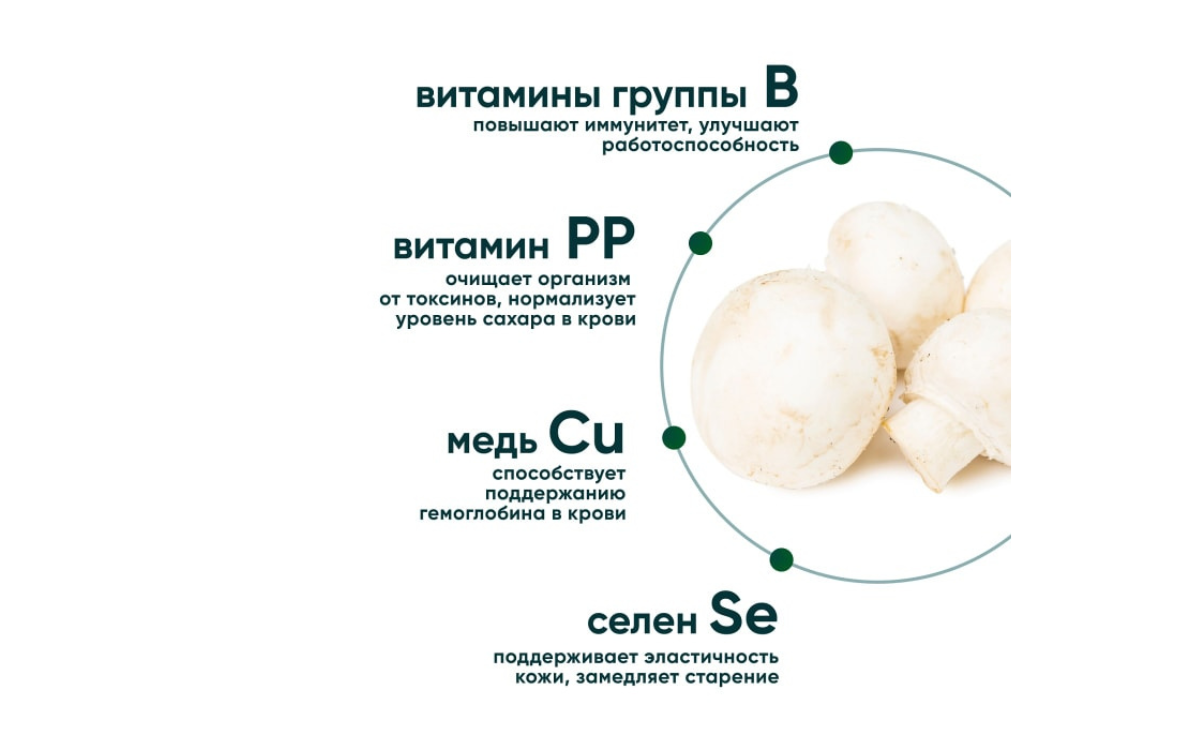 витамины группы B
повышают иммунитет, улучшают
работоспособность
витамин PP
очищает организм
от токсинов, нормализует
уровень сахара в крови
медь Cu
способствует
поддержанию
гемоглобина в крови
селен Se
поддерживает эластичность
кожи, замедляет старение